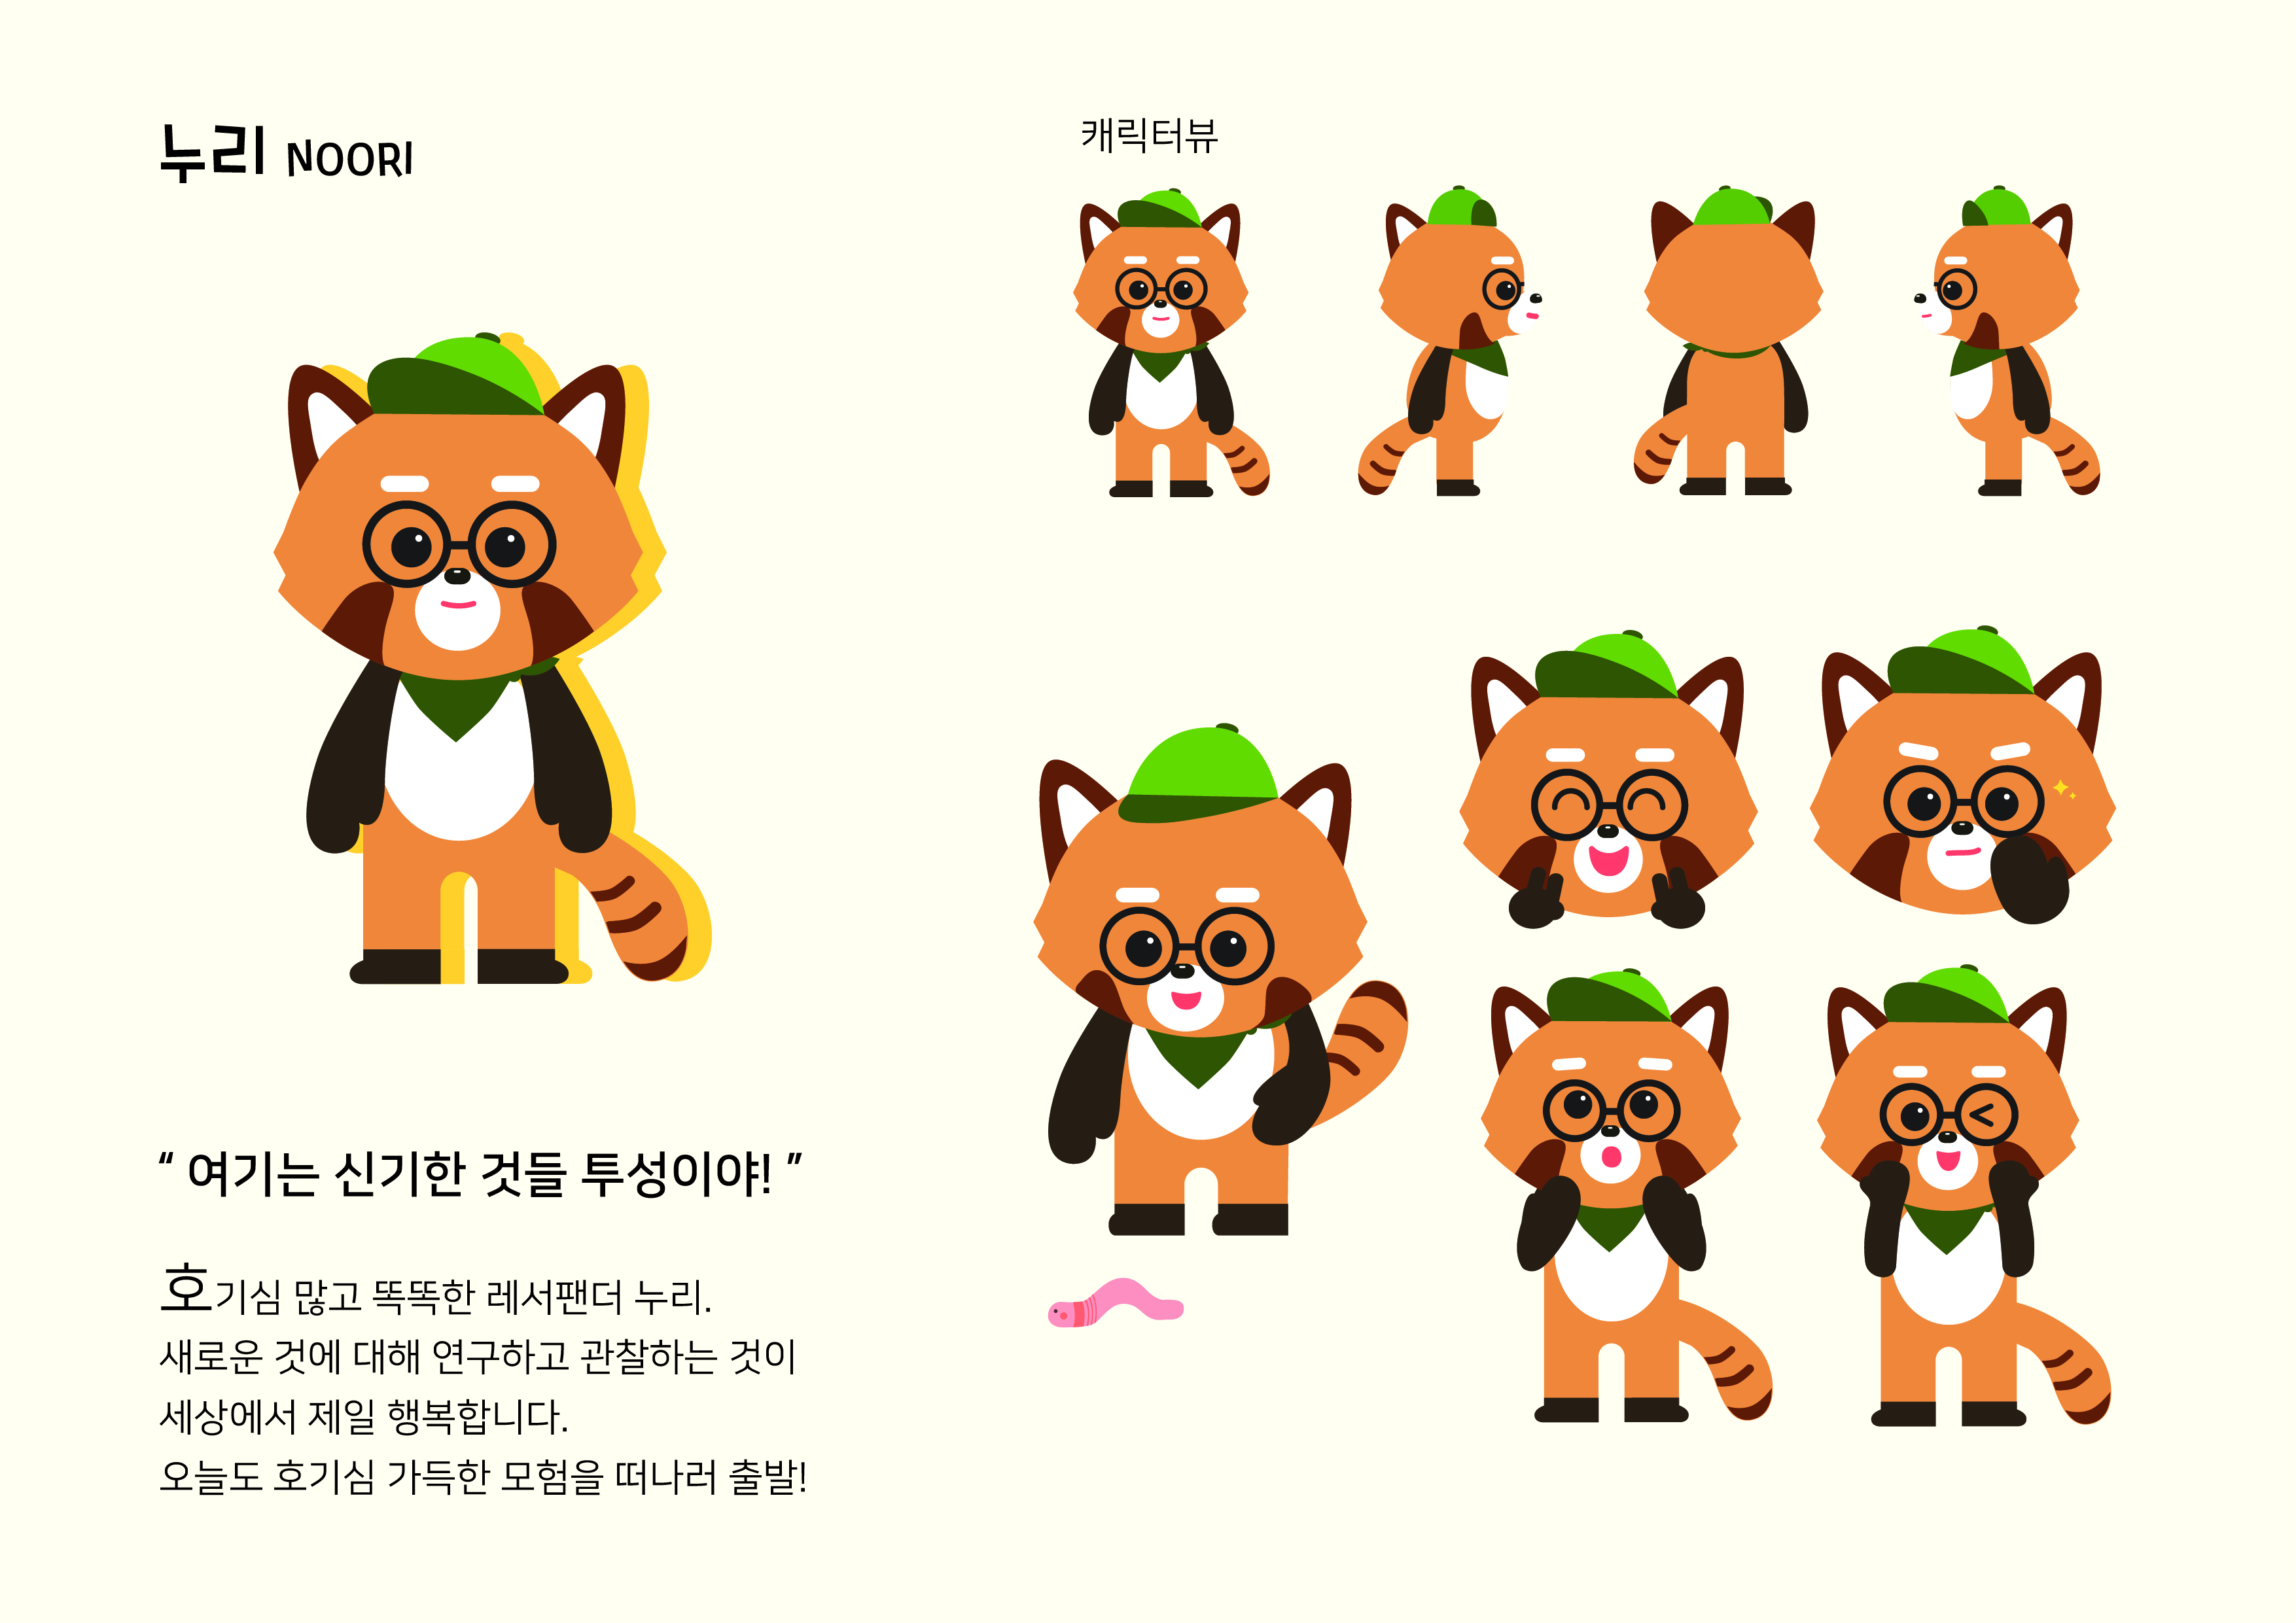 누리 NOORI
캐릭터뷰
“ 여기는 신기한 것들 투성이야! ”
호기심 많고 똑똑한 레서팬더 누리.
새로운 것에 대해 연구하고 관찰하는 것이
세상에서 제일 행복합니다.
오늘도 호기심 가득한 모험을 떠나러 출발!